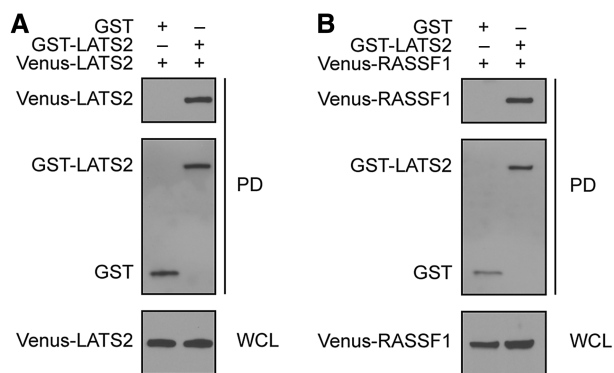 A
GST + –
GST-LATS2 – +
Venus-LATS2 + +
Venus-LATS2
GST-LATS2
PD
GST
Venus-LATS2 WCL
B
GST + –
GST-LATS2 – +
Venus-RASSF1 + +
Venus-RASSF1
GST-LATS2
PD
GST
Venus-RASSF1 WCL